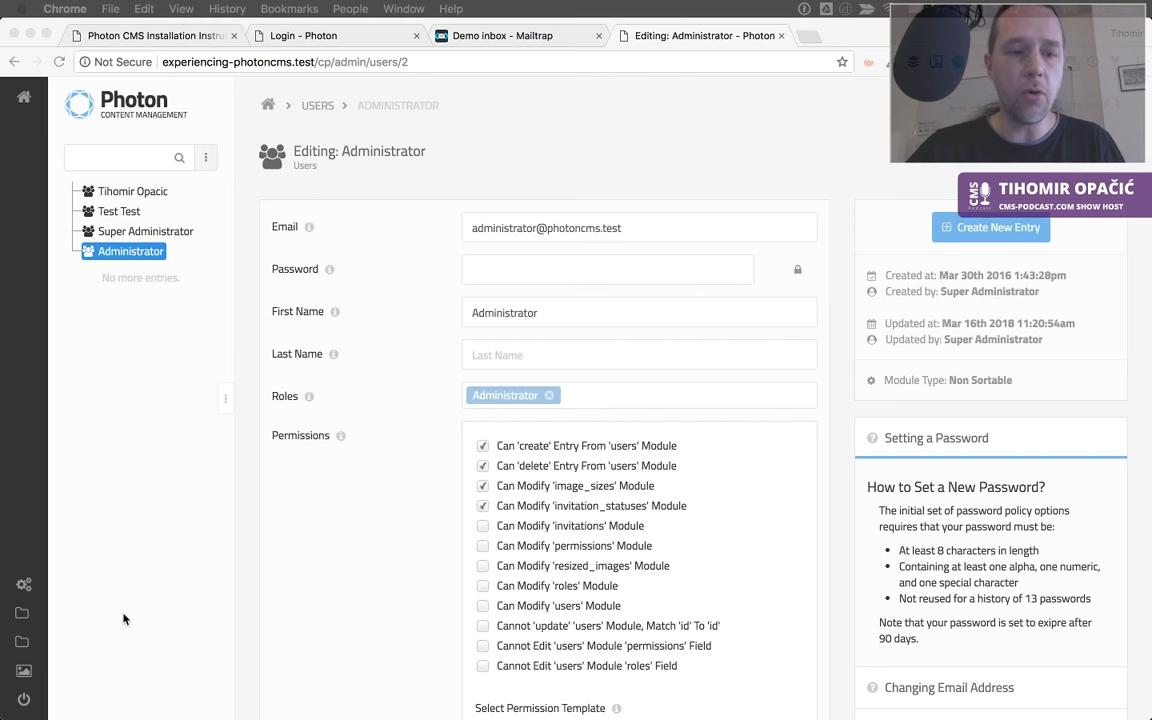 Chrome File Edit View History Bookmarks People Window Help
Photon CMS Installation Instru
Login - Photon
Demo inbox - Mailtrap
Editing: Administrator - Photon
Tihomir
Not Secure
experiencing-photoncms.test/cp/admin/users/2
Photon
CONTENT MANAGEMENT
USERS
ADMINISTRATOR
Editing: Administrator
Users
TIHOMIR OPAČIĆ
CMS-PODCAST.COM SHOW HOST
CMS
Podcast
Tihomir Opacic
Test Test
Super Administrator
Administrator
No more entries.
Email
administrator@photoncms.test
Password
First Name
Administrator
Last Name
Last Name
Roles
Administrator
Permissions
Can 'create' Entry From 'users' Module
Can 'delete' Entry From 'users' Module
Can Modify 'image_sizes' Module
Can Modify 'invitation_statuses' Module
Can Modify 'invitations' Module
Can Modify 'permissions' Module
Can Modify 'resized_images' Module
Can Modify 'roles' Module
Can Modify 'users' Module
Cannot 'update' 'users' Module, Match 'id' To 'id'
Cannot Edit 'users' Module 'permissions' Field
Cannot Edit 'users' Module 'roles' Field
Select Permission Template
Create New Entry
Created at: Mar 30th 2016 1:43:28pm
Created by: Super Administrator
Updated at: Mar 16th 2018 11:20:54am
Updated by: Super Administrator
Module Type: Non Sortable
Setting a Password
How to Set a New Password?
The initial set of password policy options
requires that your password must be:
At least 8 characters in length
Containing at least one alpha, one numeric,
and one special character
Not reused for a history of 13 passwords
Note that your password is set to exipre after
90 days.
Changing Email Address